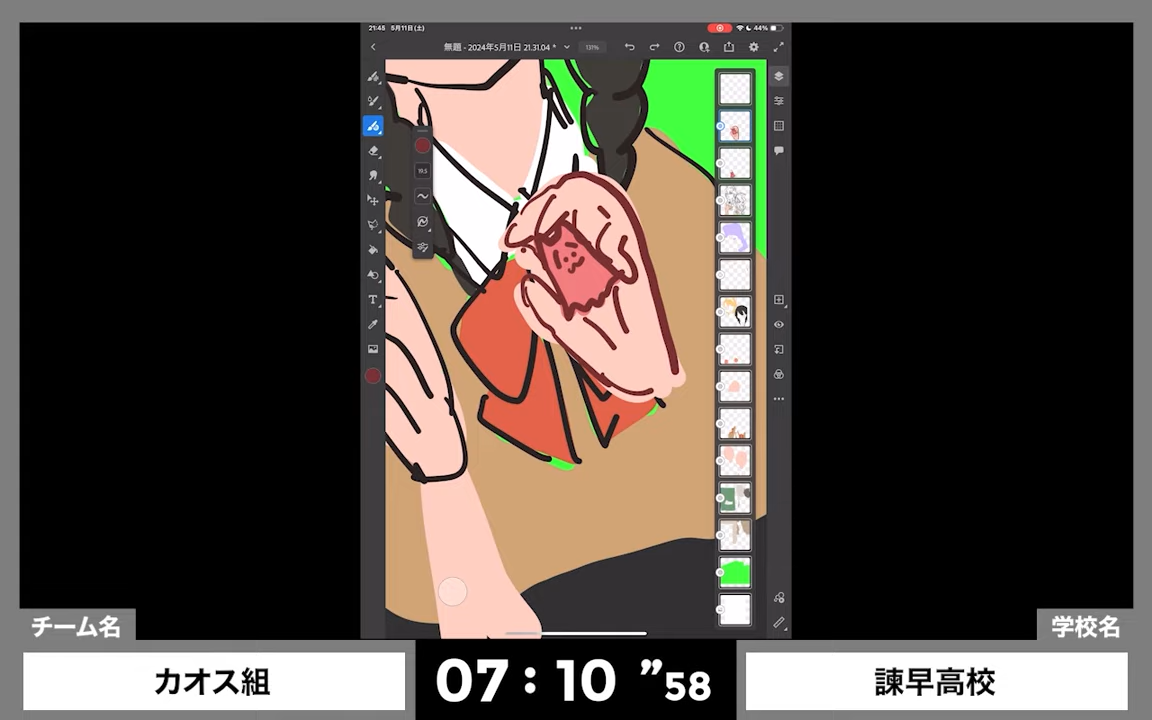 21:45 5月11日(土)
44%
無題 - 2024年5月11日 21.31.04 *
131%
19.5
チーム名
学校名
カオス組
07:10 ”58
諫早高校